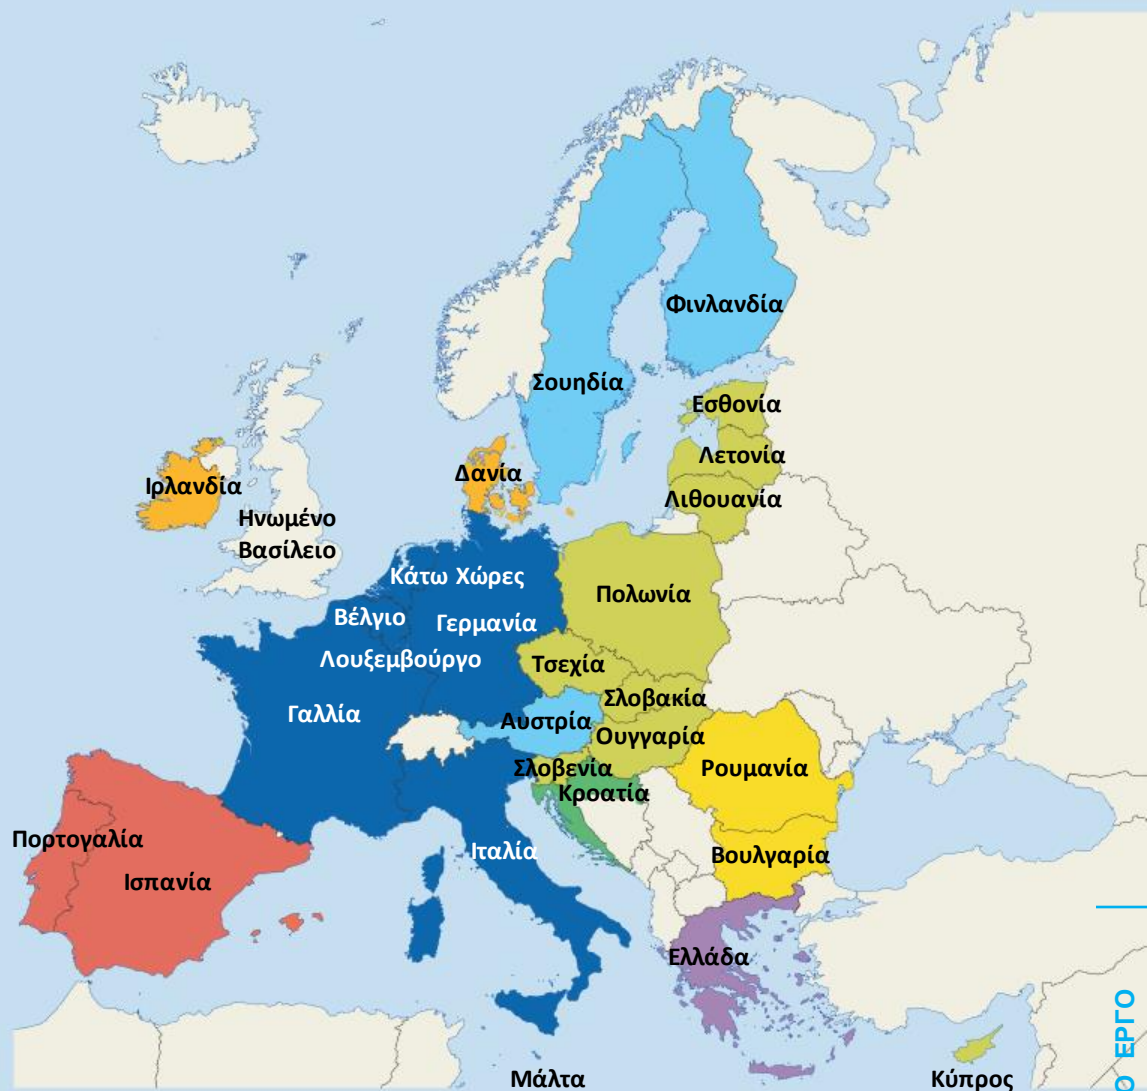 Φινλανδία
Σουηδία
Εσθονία
Λετονία
Δανία
Ιρλανδία
Λιθουανία
Ηνωμένο
Βασίλειο
Κάτω Χώρες
Πολωνία
Βέλγιο
Γερμανία
Λουξεμβούργο
Τσεχία
Σλοβακία
Γαλλία
Αυστρία
Ουγγαρία
Σλοβενία
Ρουμανία
Κροατία
Πορτογαλία
Ιταλία
Βουλγαρία
Ισπανία
Ελλάδα
Μάλτα
Κύπρος
Ο ΕΡΓΟ